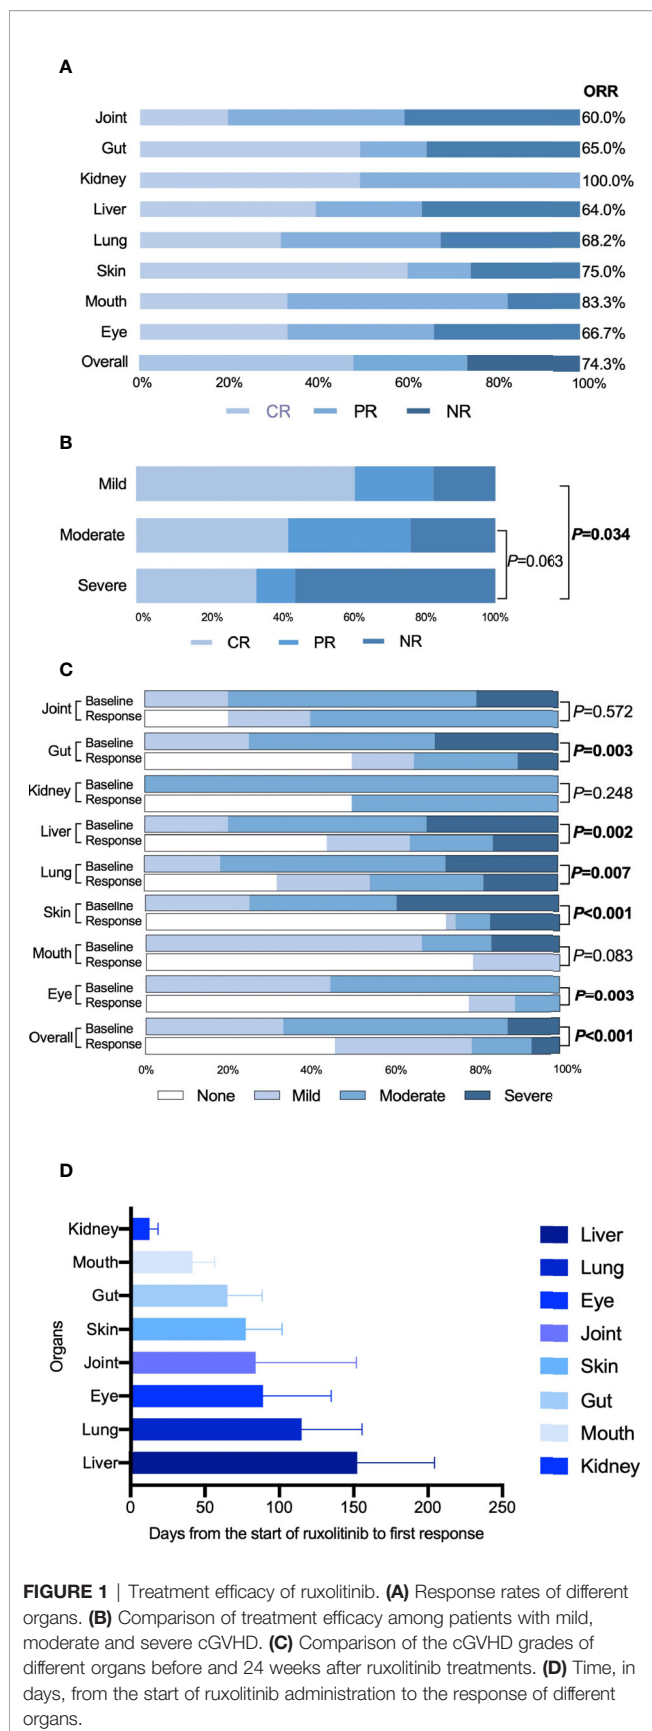 A
ORR
Joint 60.0%
Gut 65.0%
Kidney 100.0%
Liver 64.0%
Lung 68.2%
Skin 75.0%
Mouth 83.3%
Eye 66.7%
Overall 74.3%
0% 20% 40% 60% 80% 100%
CR PR NR
B
Mild
P=0.034
Moderate
P=0.063
Severe
0% 20% 40% 60% 80% 100%
CR PR NR
C
Joint Baseline Response P=0.572
Gut Baseline Response P=0.003
Kidney Baseline Response P=0.248
Liver Baseline Response P=0.002
Lung Baseline Response P=0.007
Skin Baseline Response P<0.001
Mouth Baseline Response P=0.083
Eye Baseline Response P=0.003
Overall Baseline Response P<0.001
0% 20% 40% 60% 80% 100%
None Mild Moderate Severe
D
Organs
Kidney
Mouth
Gut
Skin
Joint
Eye
Lung
Liver
0 50 100 150 200 250
Days from the start of ruxolitinib to first response
Liver
Lung
Eye
Joint
Skin
Gut
Mouth
Kidney
FIGURE 1 | Treatment efficacy of ruxolitinib. (A) Response rates of different
organs. (B) Comparison of treatment efficacy among patients with mild,
moderate and severe cGVHD. (C) Comparison of the cGVHD grades of
different organs before and 24 weeks after ruxolitinib treatments. (D) Time, in
days, from the start of ruxolitinib administration to the response of different
organs.